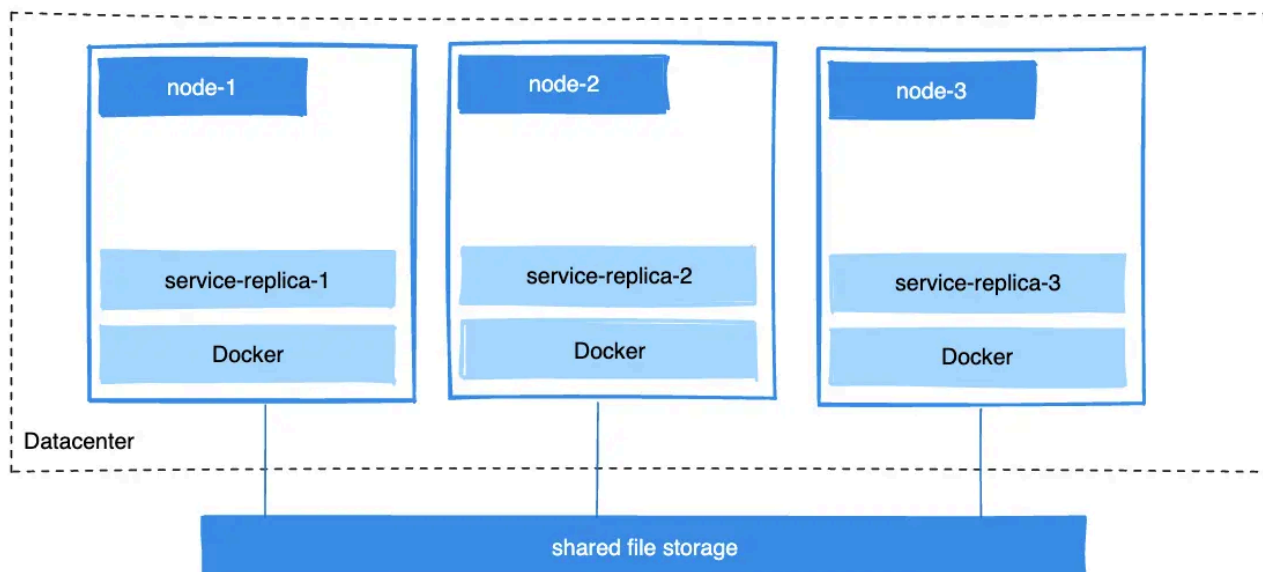 node-1
node-2
node-3
service-replica-1
service-replica-2
service-replica-3
Docker
Docker
Docker
Datacenter
shared file storage